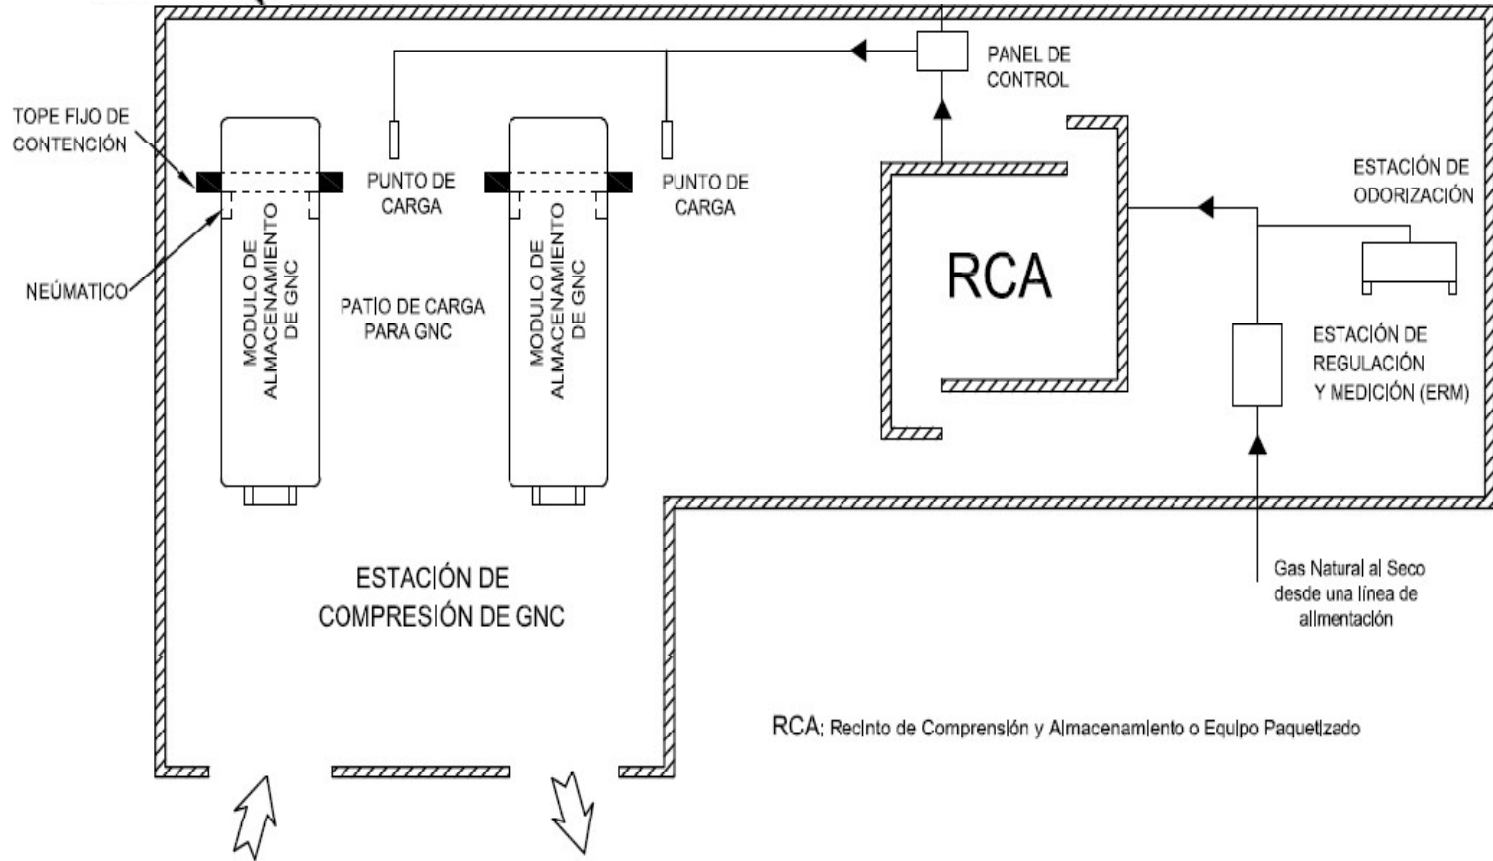 PANEL DE
CONTROL
TOPE FIJO DE
CONTENCIÓN
PUNTO DE
CARGA
PUNTO DE
CARGA
ESTACIÓN DE
ODORIZACIÓN
NEÚMATICO
MODULO DE
ALMACENAMIENTO
DE GNC
PATIO DE CARGA
PARA GNC
MODULO DE
ALMACENAMIENTO
DE GNC
RCA
ESTACIÓN DE
REGULACIÓN
Y MEDICIÓN (ERM)
ESTACIÓN DE
COMPRESIÓN DE GNC
Gas Natural al Seco
desde una línea de
alimentación
RCA: Recinto de Comprensión y Almacenamiento o Equipo Paquetizado